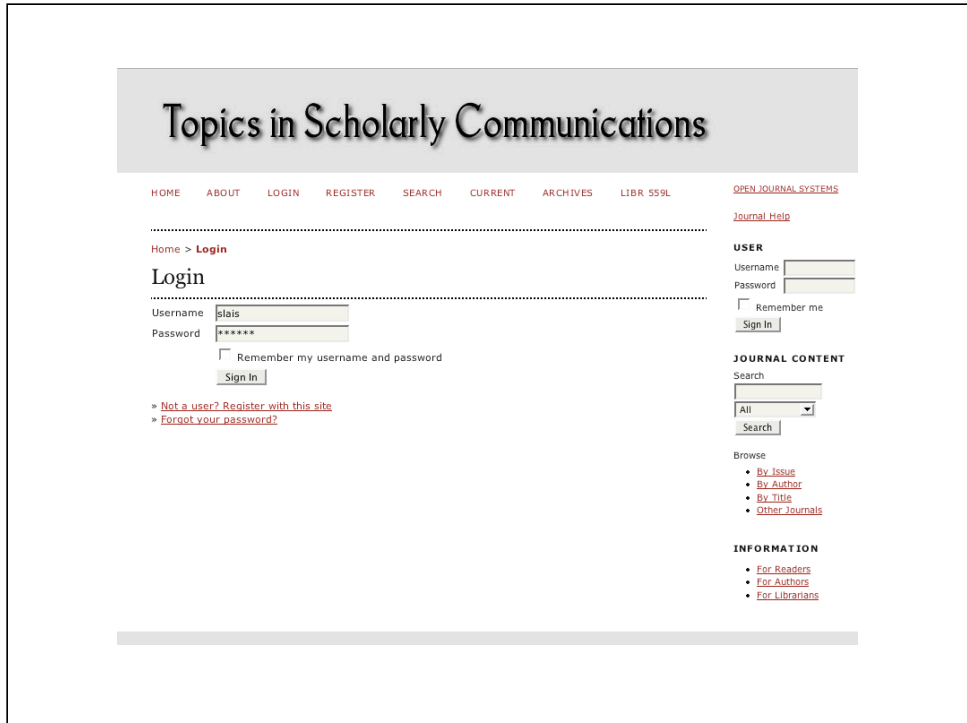 Topics in Scholarly Communications
HOME ABOUT LOGIN REGISTER SEARCH CURRENT ARCHIVES LIBR 559L
Home > Login
Login
Username slais
Password ******
Remember my username and password
Sign In
» Not a user? Register with this site
» Forgot your password?
OPEN JOURNAL SYSTEMS
Journal Help
USER
Username
Password
Remember me
Sign In
JOURNAL CONTENT
Search
All
Search
Browse
• By Issue
• By Author
• By Title
• Other Journals
INFORMATION
• For Readers
• For Authors
• For Librarians